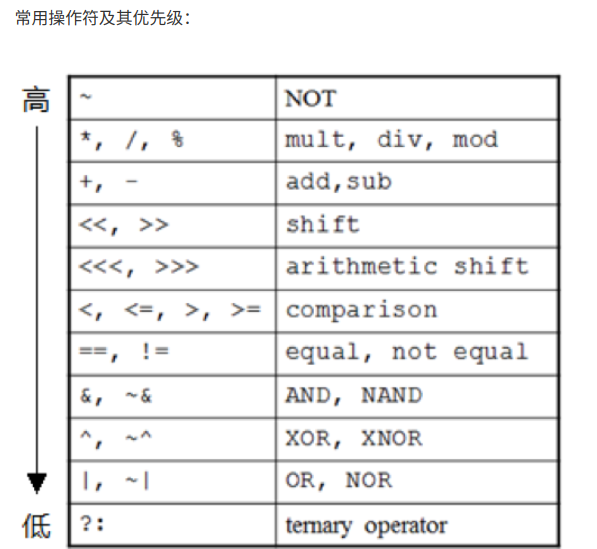 常用操作符及其优先级：
高
~ NOT
*, /, % mult, div, mod
+, - add,sub
<<, >> shift
<<<, >>> arithmetic shift
<, <=, >, >= comparison
==, != equal, not equal
&, ~& AND, NAND
^, ~^ XOR, XNOR
|, ~| OR, NOR
低
?: ternary operator